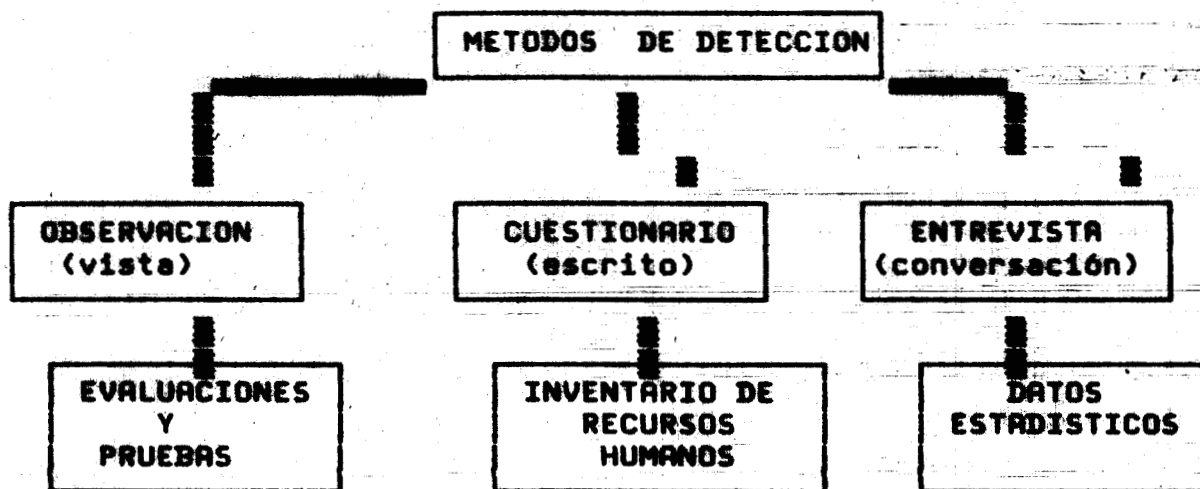 METODOS DE DETECCION
OBSERVACION
(vista)
CUESTIONARIO
(escrito)
ENTREVISTA
(conversación)
EVALUACIONES
Y
PRUEBAS
INVENTARIO DE
RECURSOS
HUMANOS
DATOS
ESTADISTICOS